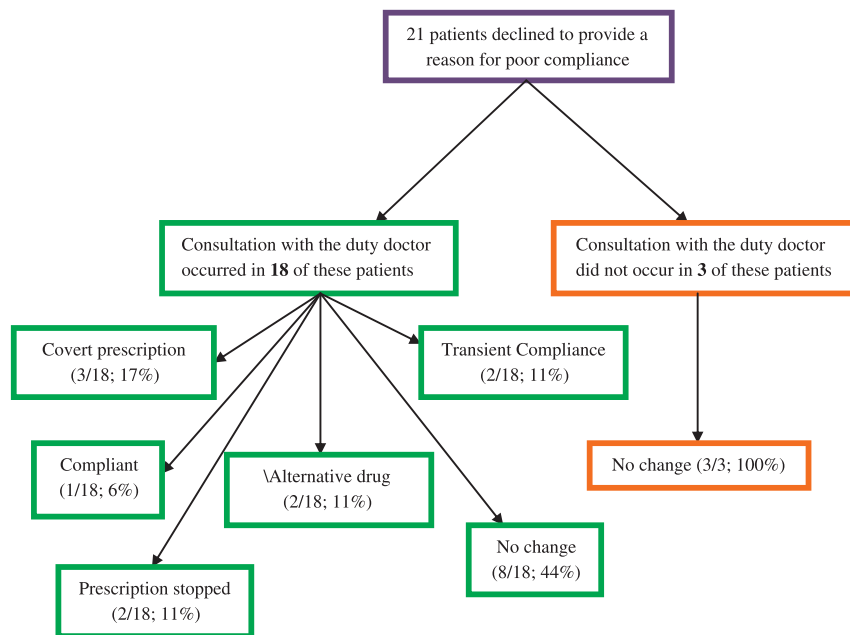 21 patients declined to provide a
reason for poor compliance
Consultation with the duty doctor
occurred in 18 of these patients
Consultation with the duty doctor
did not occur in 3 of these patients
Covert prescription
(3/18; 17%)
Transient Compliance
(2/18; 11%)
Compliant
(1/18; 6%)
\Alternative drug
(2/18; 11%)
No change (3/3; 100%)
No change
(8/18; 44%)
Prescription stopped
(2/18; 11%)